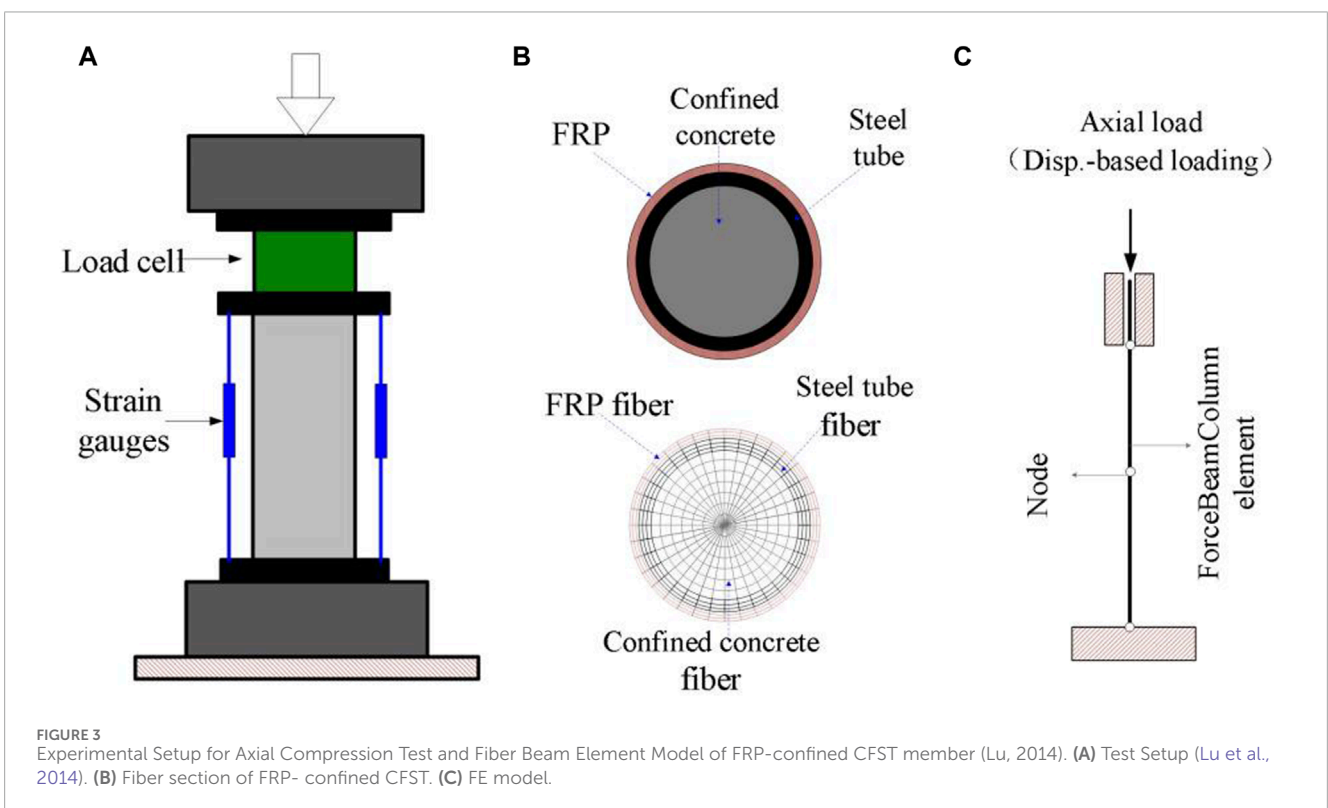 A
Load cell
Strain
gauges
B
FRP
Confined
concrete
Steel
tube
FRP fiber
Steel tube
fiber
Confined concrete
fiber
C
Axial load
（Disp.-based loading）
Node
ForceBeamColumn
element
FIGURE 3
Experimental Setup for Axial Compression Test and Fiber Beam Element Model of FRP-confined CFST member (Lu, 2014). (A) Test Setup (Lu et al.,
2014). (B) Fiber section of FRP- confined CFST. (C) FE model.